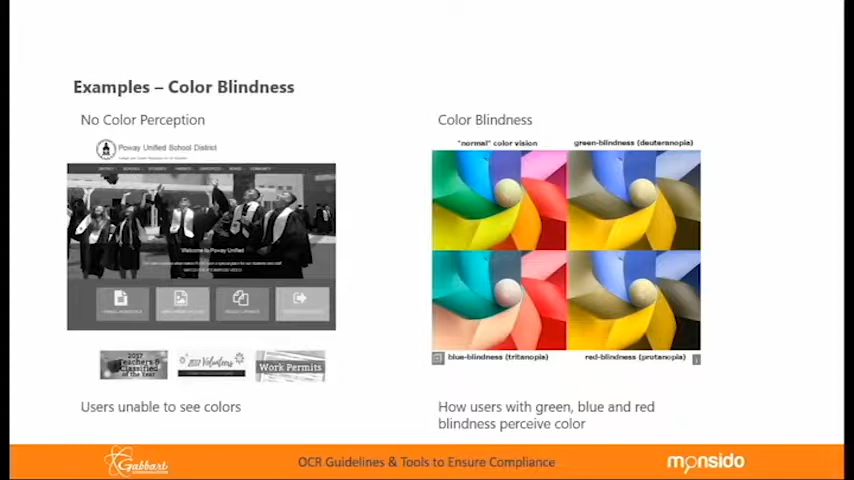 Examples – Color Blindness
No Color Perception
Color Blindness
Poway Unified School District
"normal" color vision
green-blindness (deuteranopia)
Welcome to Poway Unified
2017
Teachers &
Classified
of the Year
2017 Volunteers
Work Permits
blue-blindness (tritanopia)
red-blindness (protanopia)
Users unable to see colors
How users with green, blue and red
blindness perceive color
Gabbart
OCR Guidelines & Tools to Ensure Compliance
monsido